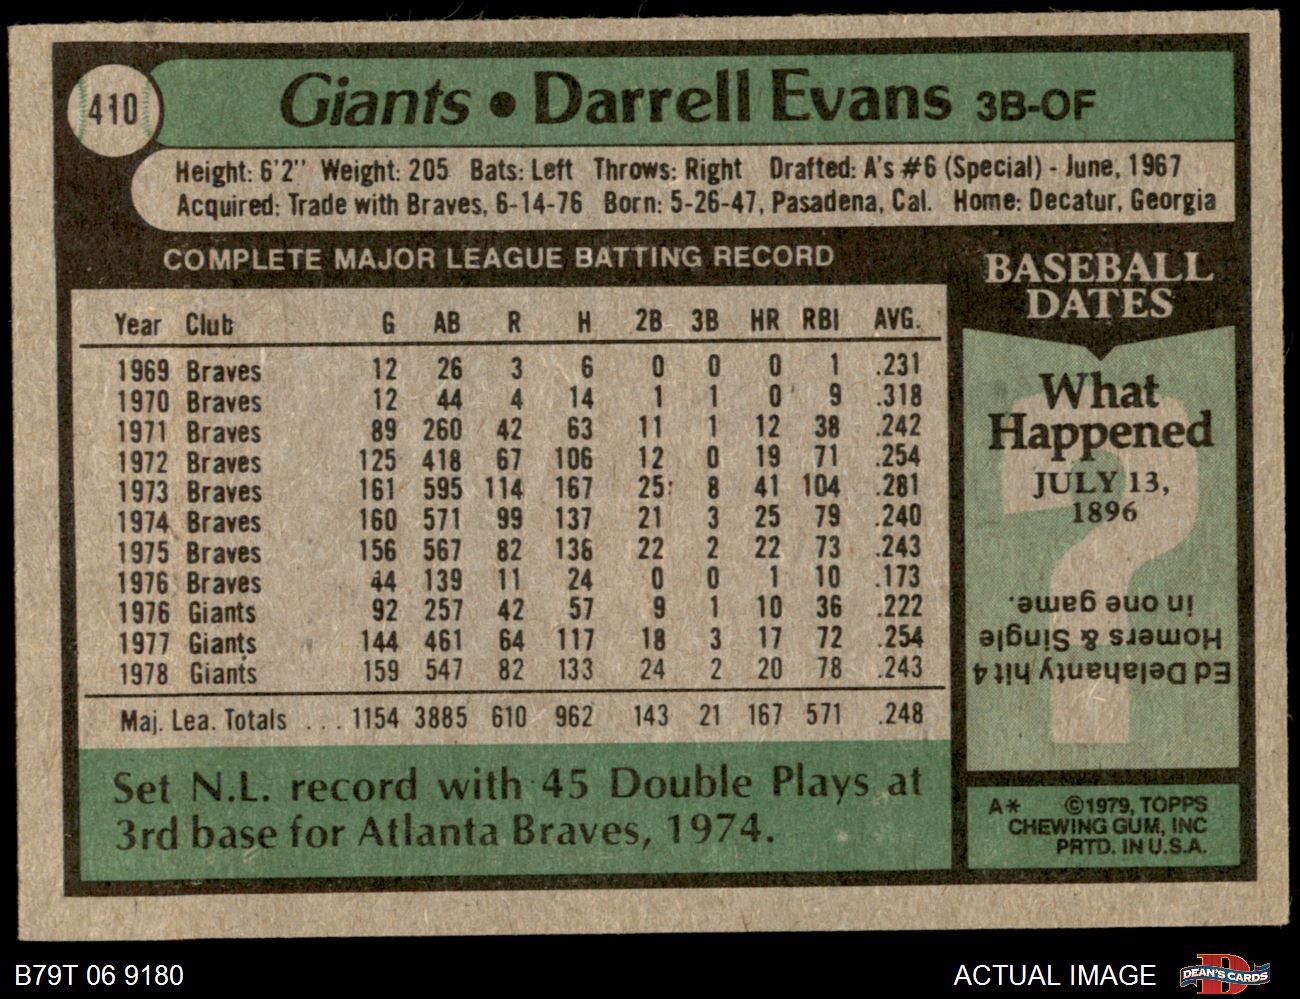 410
Giants • Darrell Evans 3B-OF
Height: 6'2" Weight: 205 Bats: Left Throws: Right Drafted: A's #6 (Special) - June, 1967
Acquired: Trade with Braves, 6-14-76 Born: 5-26-47, Pasadena, Cal. Home: Decatur, Georgia
COMPLETE MAJOR LEAGUE BATTING RECORD
Year Club G AB R H 2B 3B HR RBI AVG.
1969 Braves 12 26 3 6 0 0 0 1 .231
1970 Braves 12 44 4 14 1 1 0 9 .318
1971 Braves 89 260 42 63 11 1 12 38 .242
1972 Braves 125 418 67 106 12 0 19 71 .254
1973 Braves 161 595 114 167 25 8 41 104 .281
1974 Braves 160 571 99 137 21 3 25 79 .240
1975 Braves 156 567 82 136 22 2 22 73 .243
1976 Braves 44 139 11 24 0 0 1 10 .173
1976 Giants 92 257 42 57 9 1 10 36 .222
1977 Giants 144 461 64 117 18 3 17 72 .254
1978 Giants 159 547 82 133 24 2 20 78 .243
Maj. Lea. Totals ... 1154 3885 610 962 143 21 167 571 .248
Set N.L. record with 45 Double Plays at
3rd base for Atlanta Braves, 1974.
BASEBALL
DATES
What
Happened
JULY 13,
1896
Ed Delahanty hit 4
Homers & Single
in one game.
A* ©1979, TOPPS
CHEWING GUM, INC
PRTD. IN U.S.A.
B79T 06 9180
ACTUAL IMAGE
DEAN'S CARDS